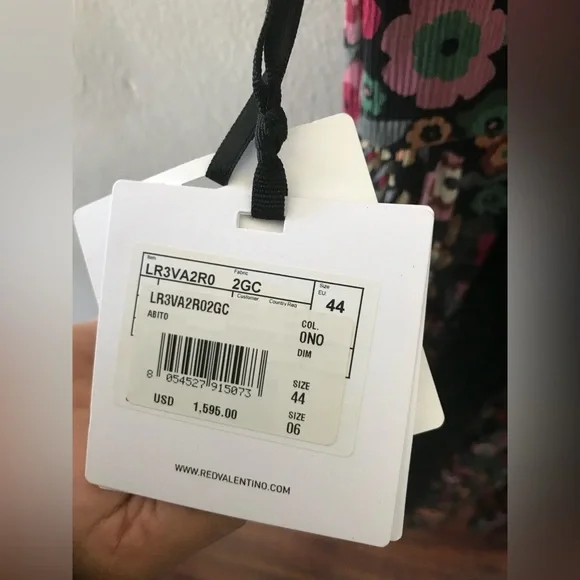 Item Fabric Size
LR3VA2R0 2GC EU 44
Customer Country Req
LR3VA2R02GC
ABITO
COL.
0NO
DIM
8 054527 915073
SIZE
44
USD 1,595.00
SIZE
06
WWW.REDVALENTINO.COM